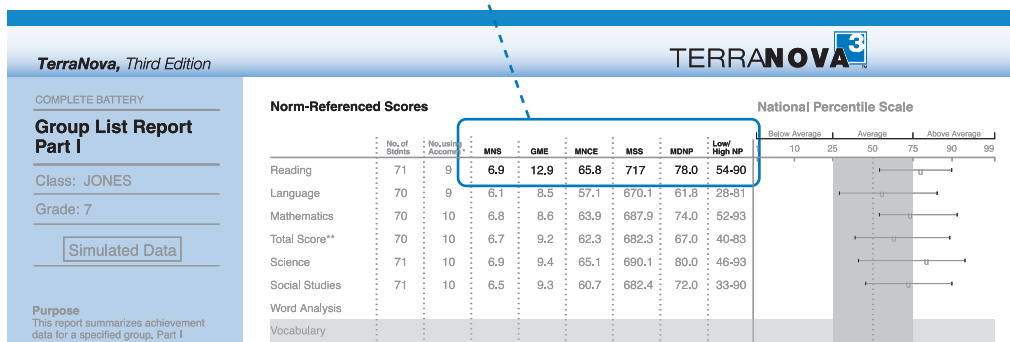 TerraNova, Third Edition
TERRANOVA 3™
COMPLETE BATTERY
Group List Report
Part I
Class: JONES
Grade: 7
Simulated Data
Purpose
This report summarizes achievement
data for a specified group. Part I
Norm-Referenced Scores
National Percentile Scale
Below Average Average Above Average
No. of Stdnts No. using Accomm* MNS GME MNCE MSS MDNP Low/ High NP 1 10 25 50 75 90 99
Reading 71 9 6.9 12.9 65.8 717 78.0 54-90
Language 70 9 6.1 8.5 57.1 670.1 61.8 28-81
Mathematics 70 10 6.8 8.6 63.9 687.9 74.0 52-93
Total Score** 70 10 6.7 9.2 62.3 682.3 67.0 40-83
Science 71 10 6.9 9.4 65.1 690.1 80.0 46-93
Social Studies 71 10 6.5 9.3 60.7 682.4 72.0 33-90
Word Analysis
Vocabulary